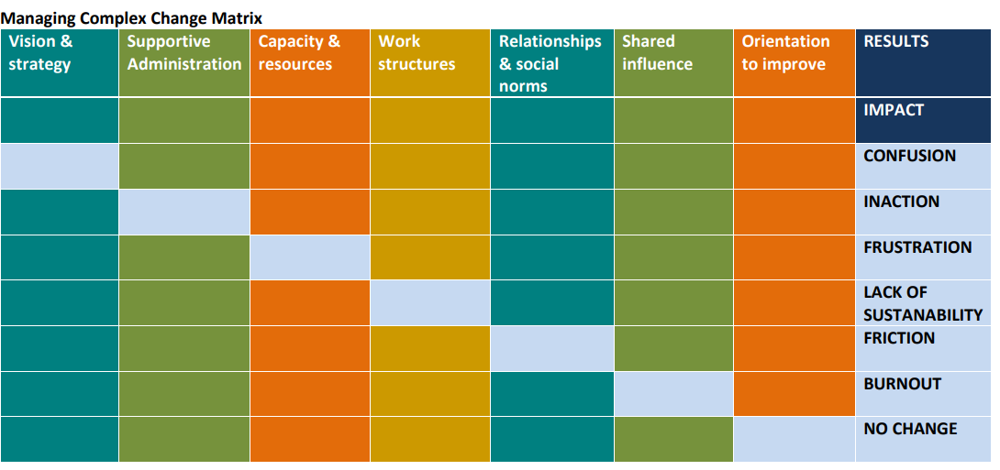 Managing Complex Change Matrix
Vision &
strategy
Supportive
Administration
Capacity &
resources
Work
structures
Relationships
& social
norms
Shared
influence
Orientation
to improve
RESULTS
IMPACT
CONFUSION
INACTION
FRUSTRATION
LACK OF
SUSTANABILITY
FRICTION
BURNOUT
NO CHANGE